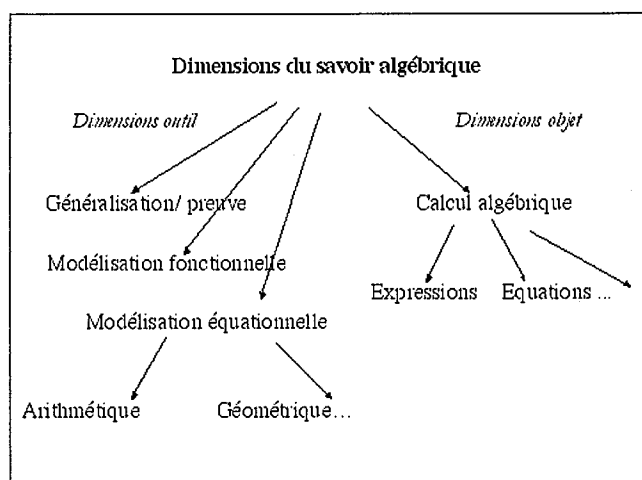 Dimensions du savoir algébrique
Dimensions outil
Dimensions objet
Généralisation/ preuve
Calcul algébrique
Modélisation fonctionnelle
Expressions
Equations ...
Modélisation équationnelle
Arithmétique
Géométrique...